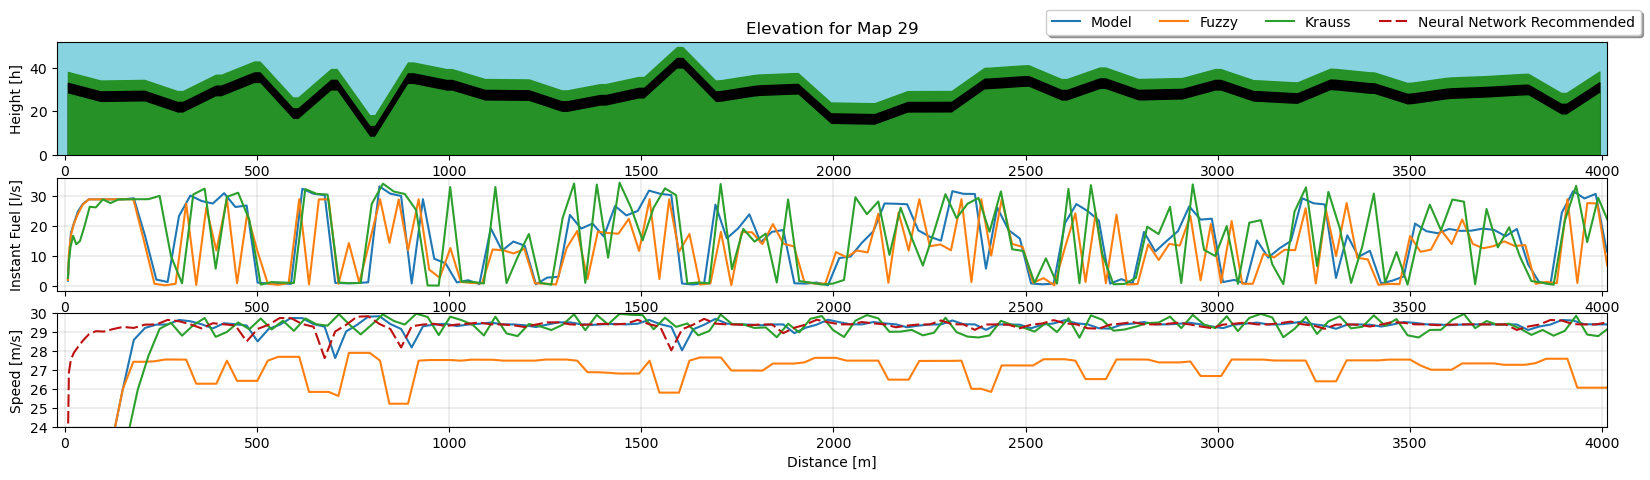 Model Fuzzy Krauss Neural Network Recommended
Elevation for Map 29
Height [h]
40
20
0
0 500 1000 1500 2000 2500 3000 3500 4000
Instant Fuel [l/s]
30
20
10
0
0 500 1000 1500 2000 2500 3000 3500 4000
Speed [m/s]
30
29
28
27
26
25
24
0 500 1000 1500 2000 2500 3000 3500 4000
Distance [m]